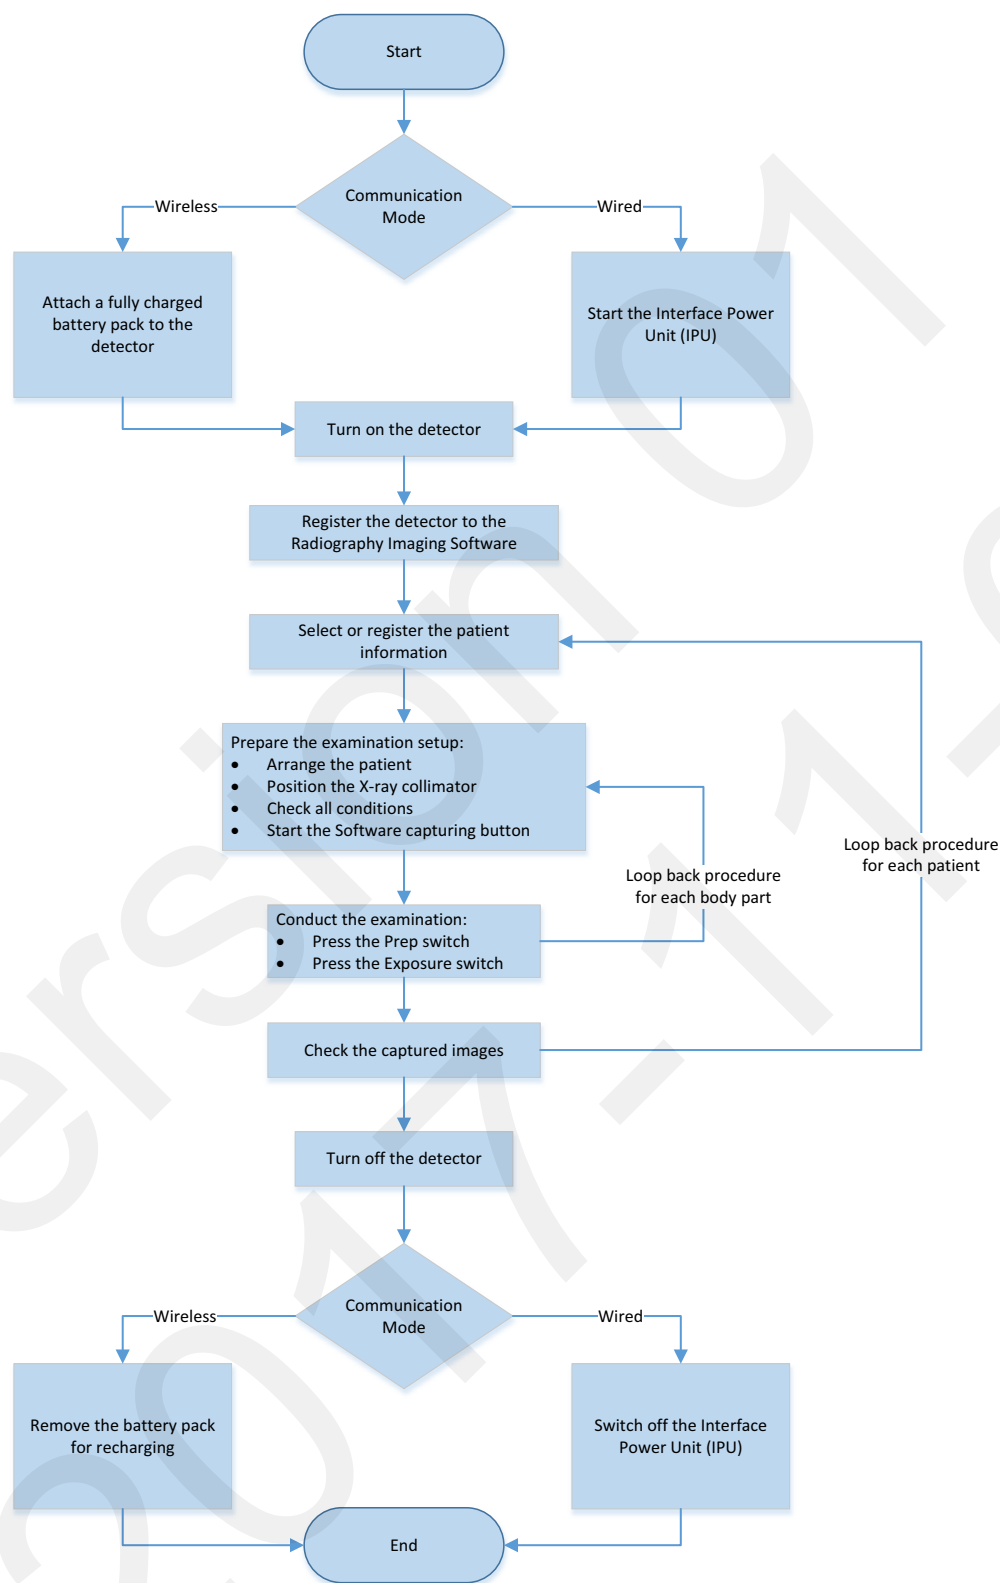 Start
Communication
Mode
Wireless
Wired
Attach a fully charged
battery pack to the
detector
Start the Interface Power
Unit (IPU)
Turn on the detector
Register the detector to the
Radiography Imaging Software
Select or register the patient
information
Prepare the examination setup:
• Arrange the patient
• Position the X-ray collimator
• Check all conditions
• Start the Software capturing button
Loop back procedure
for each patient
Loop back procedure
for each body part
Conduct the examination:
• Press the Prep switch
• Press the Exposure switch
Check the captured images
Turn off the detector
Communication
Mode
Wireless
Wired
Remove the battery pack
for recharging
Switch off the Interface
Power Unit (IPU)
End